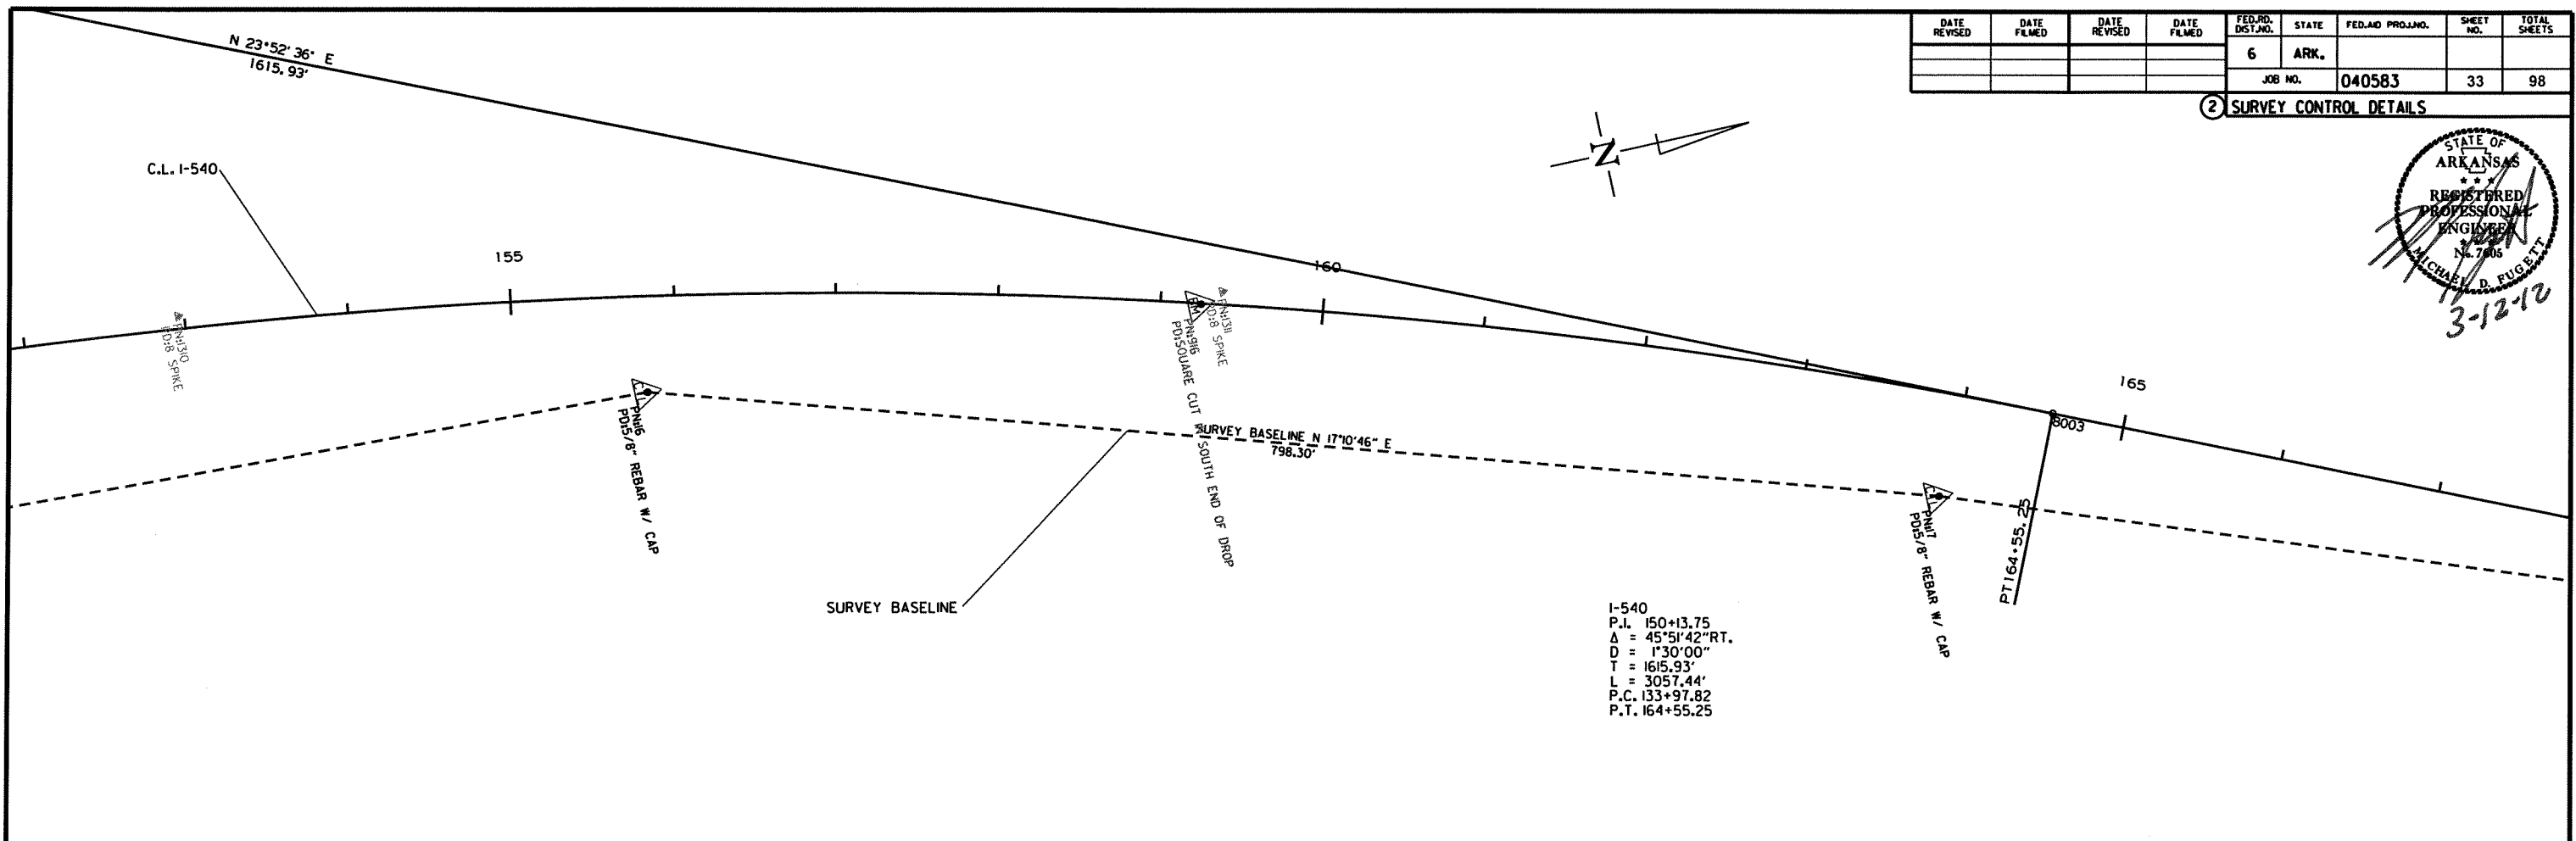 DATE REVISED
DATE FILMED
DATE REVISED
DATE FILMED
FED.RD. DIST.NO.
STATE
FED.AID PROJ.NO.
SHEET NO.
TOTAL SHEETS
6
ARK.
JOB NO.
040583
33
98
2 SURVEY CONTROL DETAILS
STATE OF
ARKANSAS
REGISTERED
PROFESSIONAL
ENGINEER
No. 7605
MICHAEL D. FUGETT
3-12-12
N 23°52'36" E
1615.93'
C.L. I-540
N
155
160
165
PN:1310
PD:8 SPIKE
BM
PN:916
PD:SQUARE CUT IN SOUTH END OF DROP
PN:1311
PD:8 SPIKE
CTL
PN:16
PD:5/8" REBAR W/ CAP
SURVEY BASELINE N 17°10'46" E
798.30'
SURVEY BASELINE
8003
CTL
PN:17
PD:5/8" REBAR W/ CAP
PT164+55.25
I-540
P.I. 150+13.75
Δ = 45°51'42"RT.
D = 1°30'00"
T = 1615.93'
L = 3057.44'
P.C. 133+97.82
P.T. 164+55.25